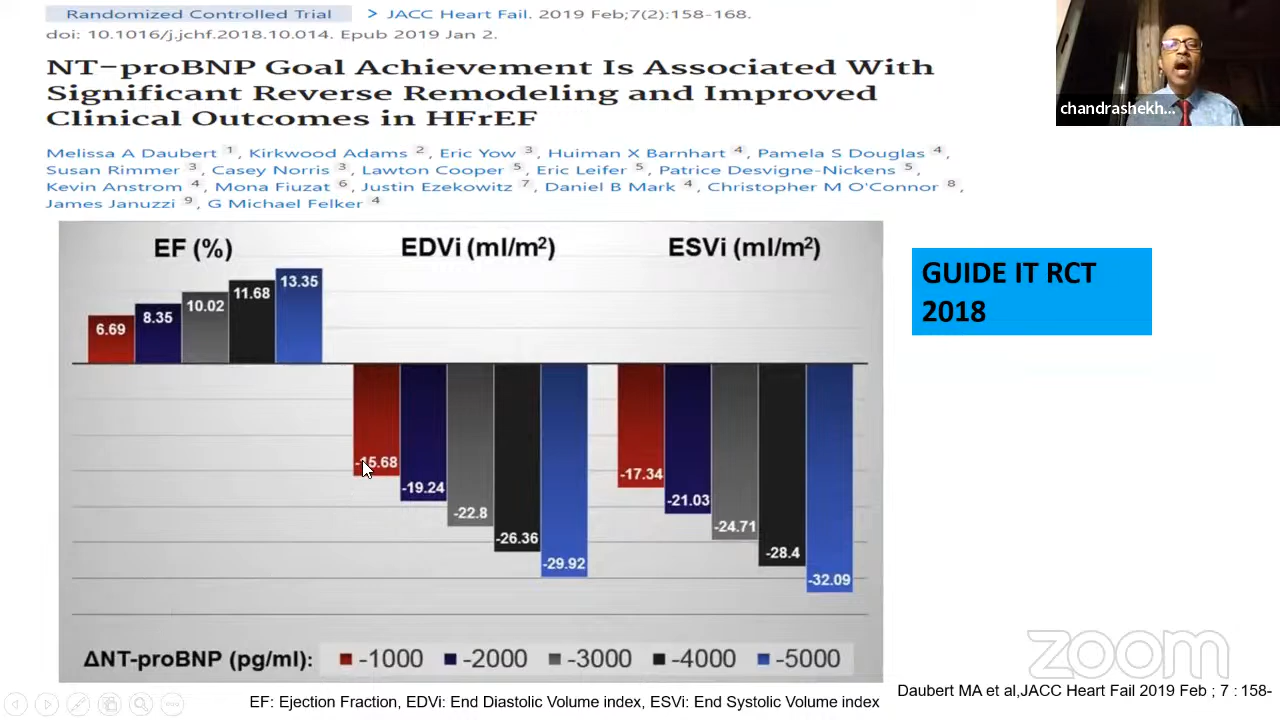 Randomized Controlled Trial > JACC Heart Fail. 2019 Feb;7(2):158-168.
doi: 10.1016/j.jchf.2018.10.014. Epub 2019 Jan 2.
NT-proBNP Goal Achievement Is Associated With
Significant Reverse Remodeling and Improved
Clinical Outcomes in HFrEF
Melissa A Daubert 1, Kirkwood Adams 2, Eric Yow 3, Huiman X Barnhart 4, Pamela S Douglas 4,
Susan Rimmer 3, Casey Norris 3, Lawton Cooper 5, Eric Leifer 5, Patrice Desvigne-Nickens 5,
Kevin Anstrom 4, Mona Fiuzat 6, Justin Ezekowitz 7, Daniel B Mark 4, Christopher M O'Connor 8,
James Januzzi 9, G Michael Felker 4
chandrashekh...
EF (%) EDVi (ml/m²) ESVi (ml/m²)
6.69 8.35 10.02 11.68 13.35
-15.68 -19.24 -22.8 -26.36 -29.92
-17.34 -21.03 -24.71 -28.4 -32.09
ΔNT-proBNP (pg/ml): -1000 -2000 -3000 -4000 -5000
GUIDE IT RCT
2018
zoom
EF: Ejection Fraction, EDVi: End Diastolic Volume index, ESVi: End Systolic Volume index
Daubert MA et al,JACC Heart Fail 2019 Feb ; 7 : 158-